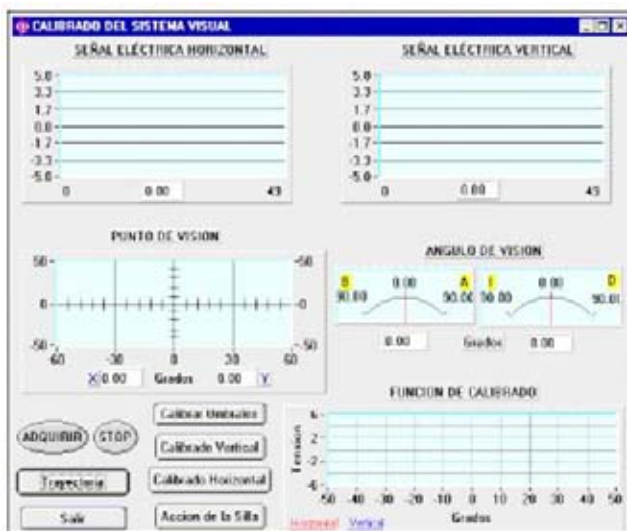 CALIBRADO DEL SISTEMA VISUAL
SEÑAL ELÉCTRICA HORIZONTAL
5.0
3.3
1.7
0.0
-1.7
-3.3
-5.0
0 0.00 43
SEÑAL ELÉCTRICA VERTICAL
5.0
3.3
1.7
0.0
-1.7
-3.3
-5.0
0 0.00 43
PUNTO DE VISION
50 50
0 0
-50 -50
-60 -30 0 30 60
X 0.00 Grados 0.00 Y
ANGULO DE VISION
B 0.00 A I 0.00 D
90.00 90.00 90.00 90.00
0.00 Grados 0.00
ADQUIRIR STOP
Trayectoria
Salir
Calibrar Umbrales
Calibrado Vertical
Calibrado Horizontal
Accion de la Silla
FUNCION DE CALIBRADO
Tension
6
4
2
0
-2
-4
-6
-50 -40 -30 -20 -10 0 10 20 30 40 50
Grados
Horizontal Vertical